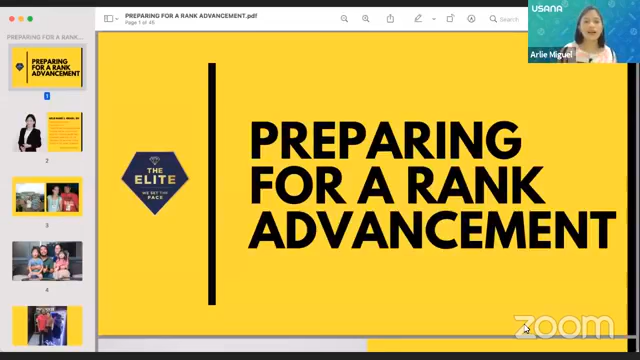 PREPARING FOR A RANK ADVANCEMENT.pdf
Page 1 of 45
Search
USANA
Arlie Miguel
PREPARING FOR A RANK...
PREPARING
FOR A RANK
ADVANCEMENT
1
2
3
4
THE
ELITE
WE SET THE
PACE
PREPARING
FOR A RANK
ADVANCEMENT
zoom